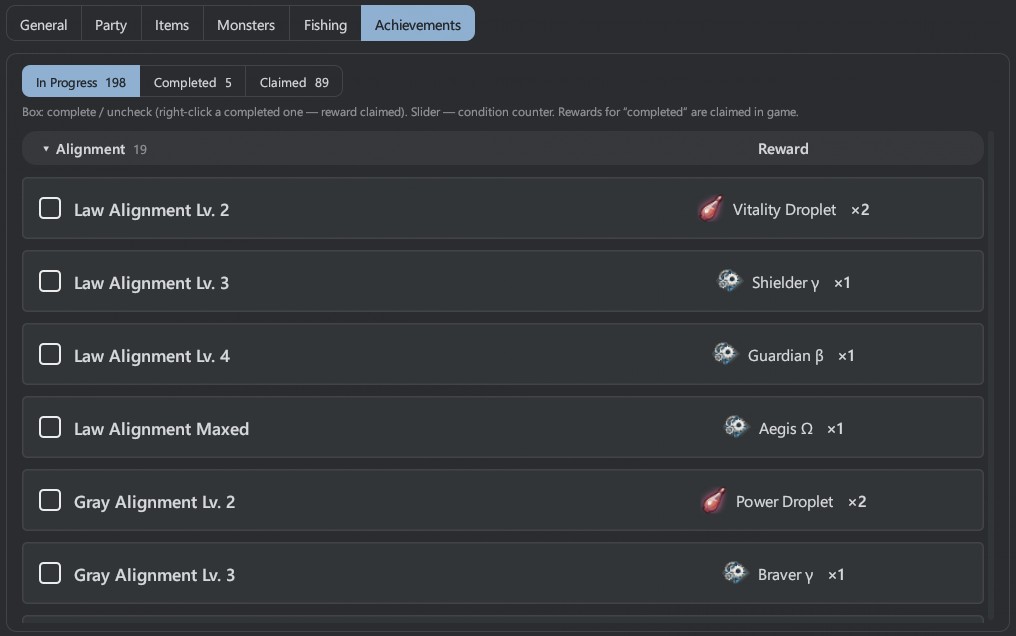 General Party Items Monsters Fishing Achievements
In Progress 198 Completed 5 Claimed 89
Box: complete / uncheck (right-click a completed one — reward claimed). Slider — condition counter. Rewards for “completed” are claimed in game.
▾ Alignment 19 Reward
Law Alignment Lv. 2 Vitality Droplet ×2
Law Alignment Lv. 3 Shielder γ ×1
Law Alignment Lv. 4 Guardian β ×1
Law Alignment Maxed Aegis Ω ×1
Gray Alignment Lv. 2 Power Droplet ×2
Gray Alignment Lv. 3 Braver γ ×1